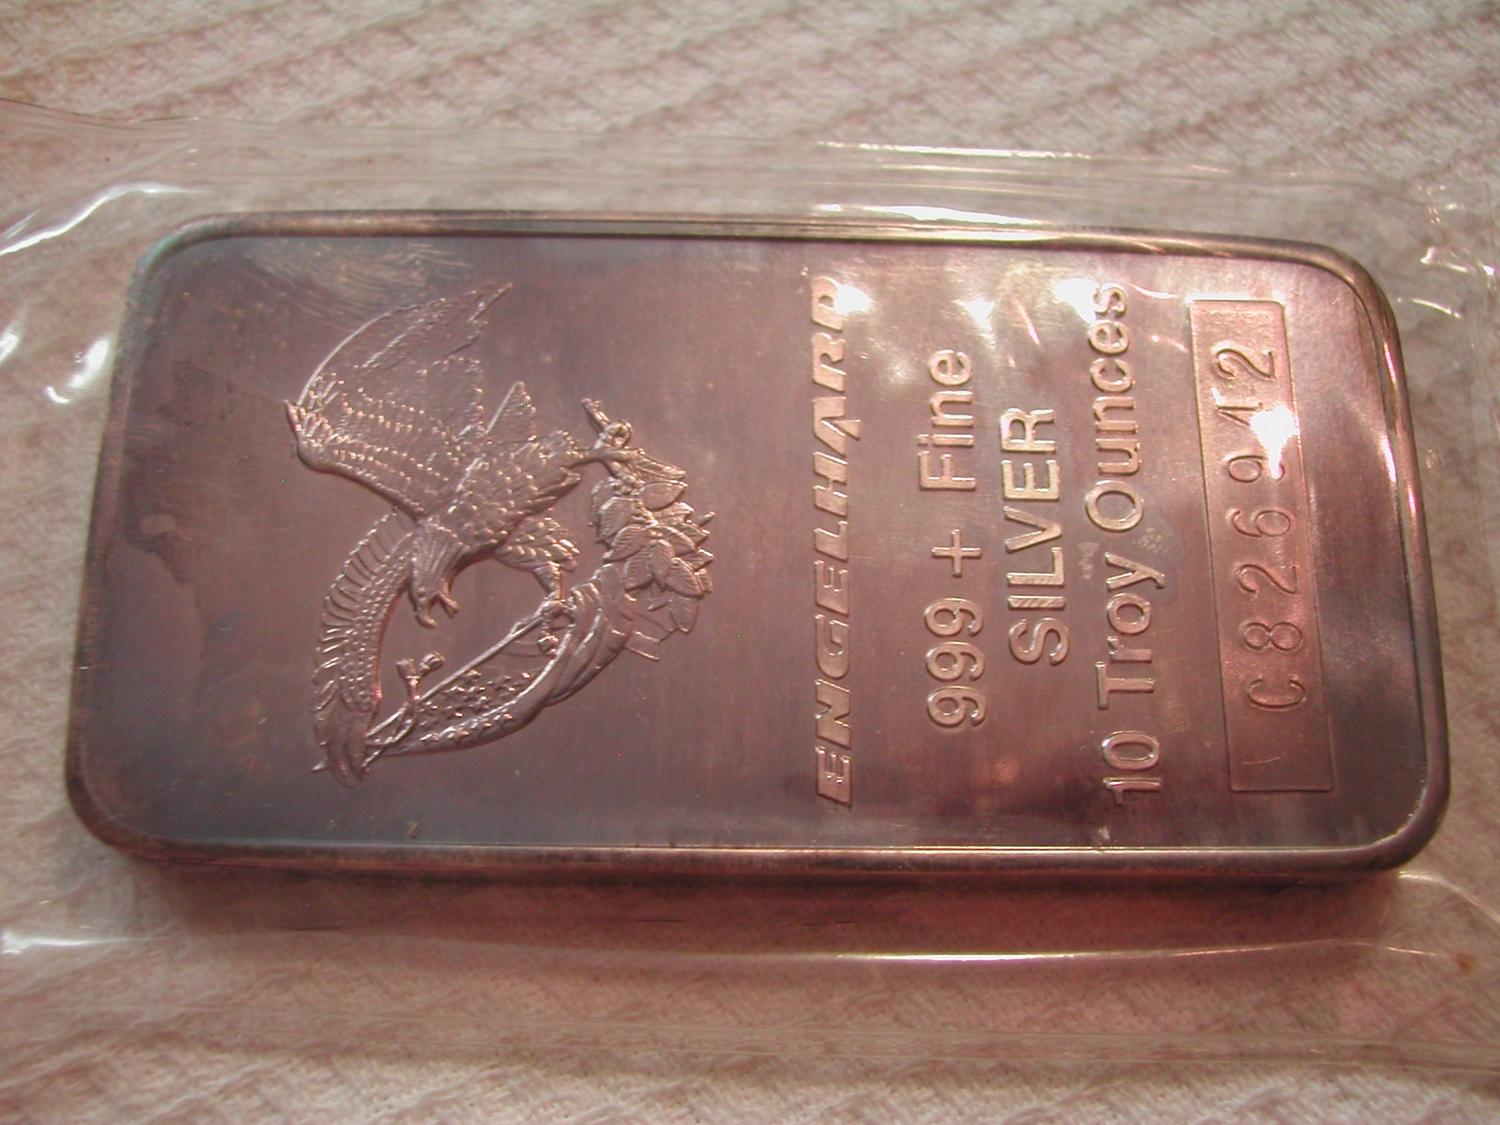 ENGELHARD
999 + Fine
SILVER
10 Troy Ounces
C826942